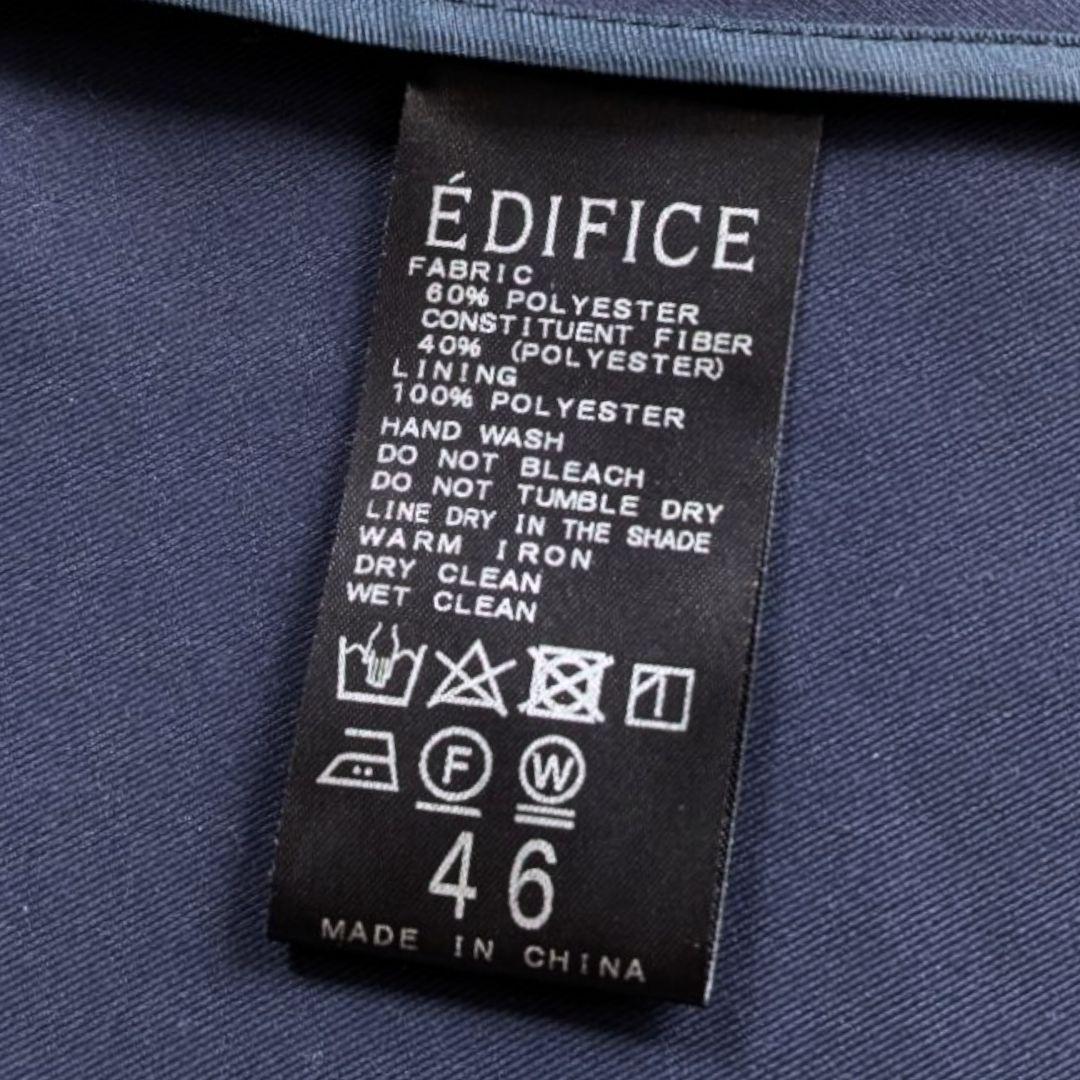 ÉDIFICE
FABRIC
60% POLYESTER
CONSTITUENT FIBER
40% (POLYESTER)
LINING
100% POLYESTER
HAND WASH
DO NOT BLEACH
DO NOT TUMBLE DRY
LINE DRY IN THE SHADE
WARM IRON
DRY CLEAN
WET CLEAN
F W
46
MADE IN CHINA